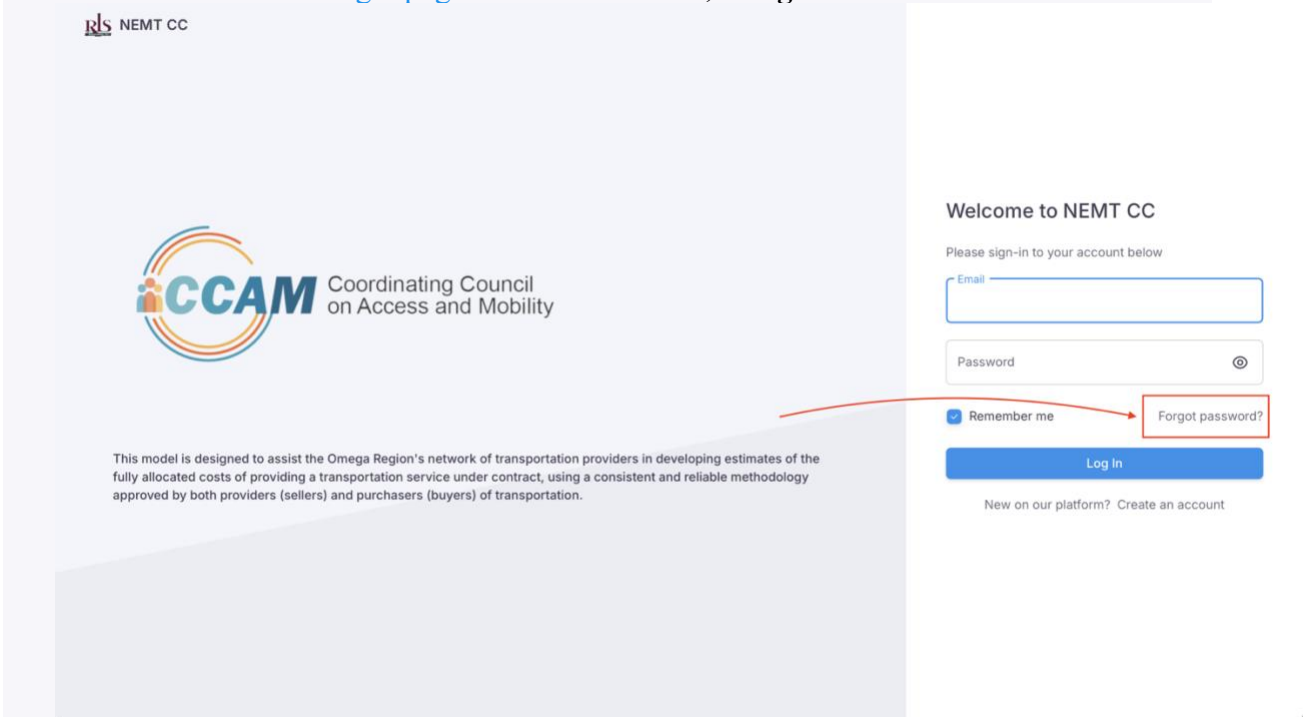 RLS NEMT CC
CCAM Coordinating Council
on Access and Mobility
This model is designed to assist the Omega Region's network of transportation providers in developing estimates of the
fully allocated costs of providing a transportation service under contract, using a consistent and reliable methodology
approved by both providers (sellers) and purchasers (buyers) of transportation.
Welcome to NEMT CC
Please sign-in to your account below
Email
Password
Remember me Forgot password?
Log In
New on our platform? Create an account